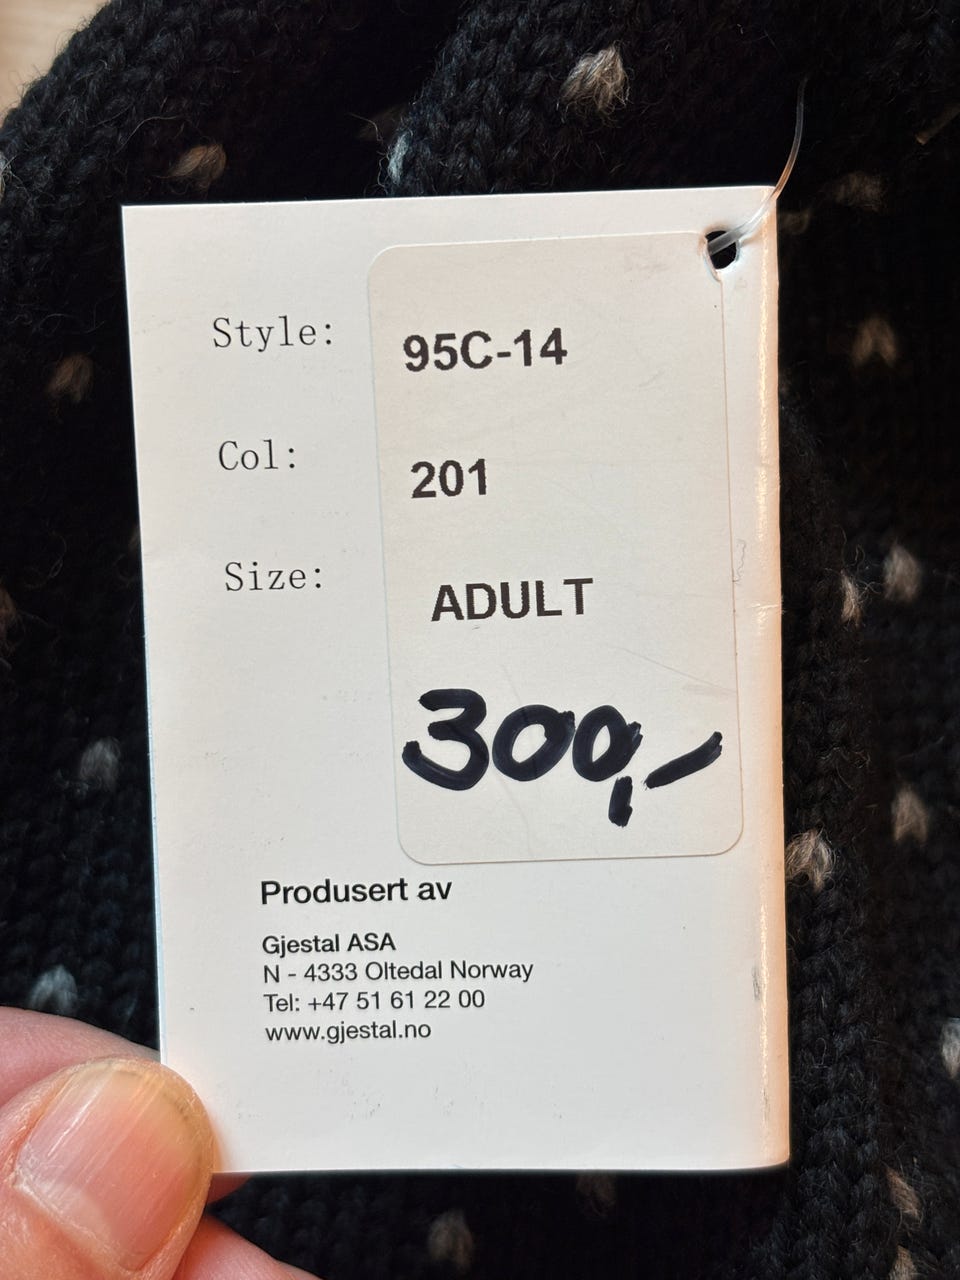 Style: 95C-14
Col: 201
Size: ADULT
300,-
Produsert av
Gjestal ASA
N - 4333 Oltedal Norway
Tel: +47 51 61 22 00
www.gjestal.no